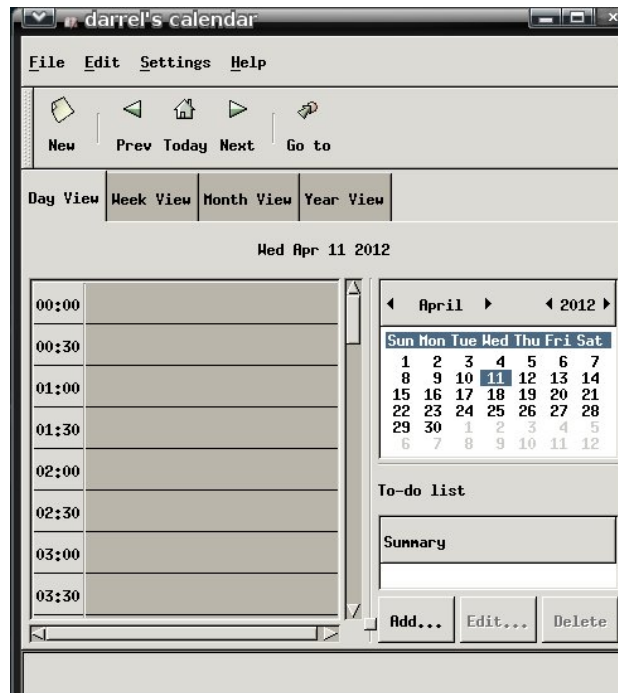 darrel's calendar
File Edit Settings Help
New Prev Today Next Go to
Day View Week View Month View Year View
Wed Apr 11 2012
00:00
00:30
01:00
01:30
02:00
02:30
03:00
03:30
April 2012
Sun Mon Tue Wed Thu Fri Sat
1 2 3 4 5 6 7
8 9 10 11 12 13 14
15 16 17 18 19 20 21
22 23 24 25 26 27 28
29 30 1 2 3 4 5
6 7 8 9 10 11 12
To-do list
Summary
Add... Edit... Delete